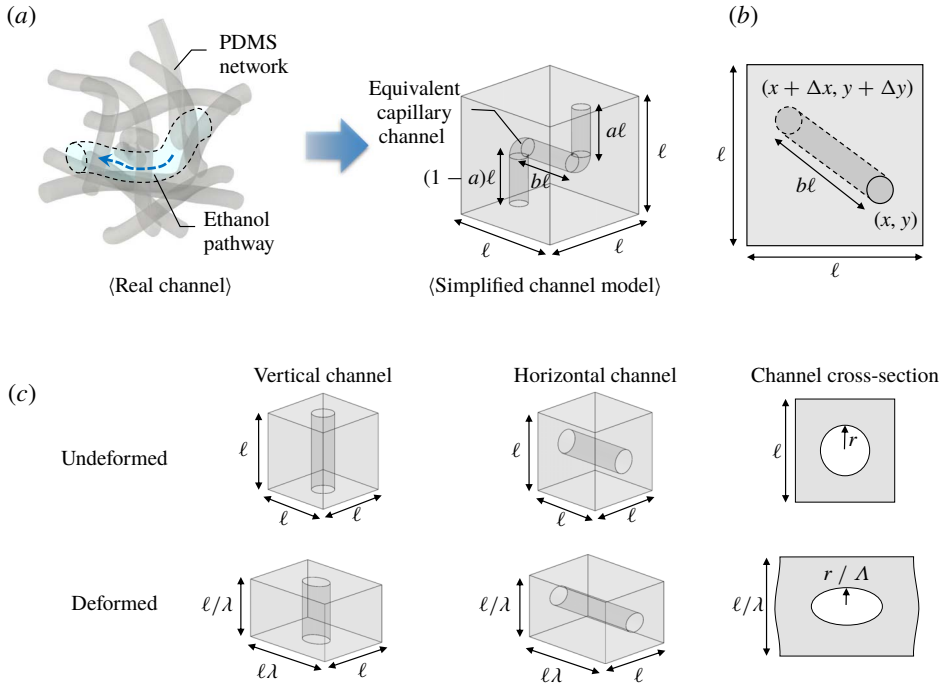 (a)
PDMS
network
Ethanol
pathway
⟨Real channel⟩
Equivalent
capillary
channel
aℓ
(1 − a)ℓ
bℓ
ℓ
ℓ
ℓ
⟨Simplified channel model⟩
(b)
(x + Δx, y + Δy)
ℓ
bℓ
(x, y)
ℓ
(c)
Vertical channel
Horizontal channel
Channel cross-section
Undeformed
ℓ
ℓ
ℓ
ℓ
ℓ
ℓ
ℓ
r
Deformed
ℓ/λ
ℓλ
ℓ
ℓ/λ
ℓλ
ℓ
ℓ/λ
r / Λ